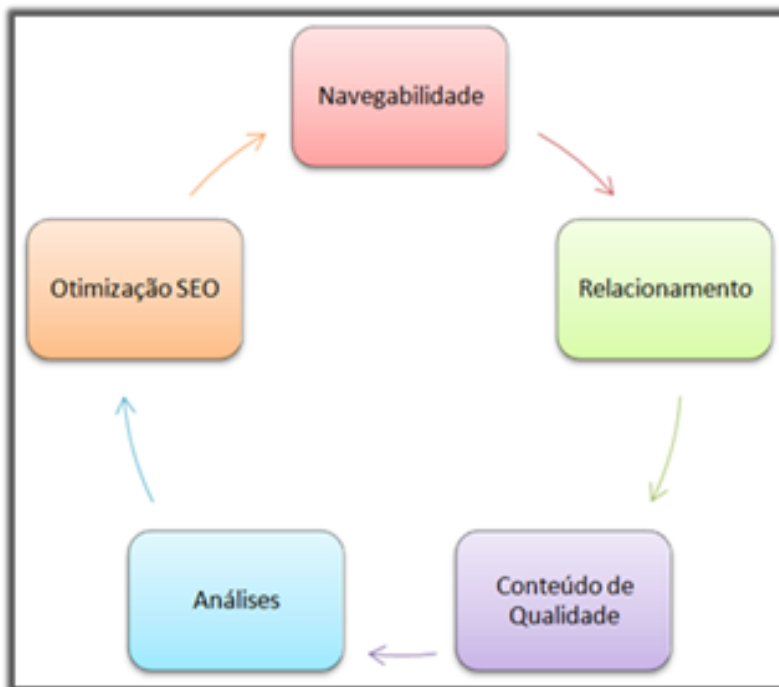 Navegabilidade
Relacionamento
Conteúdo de
Qualidade
Análises
Otimização SEO